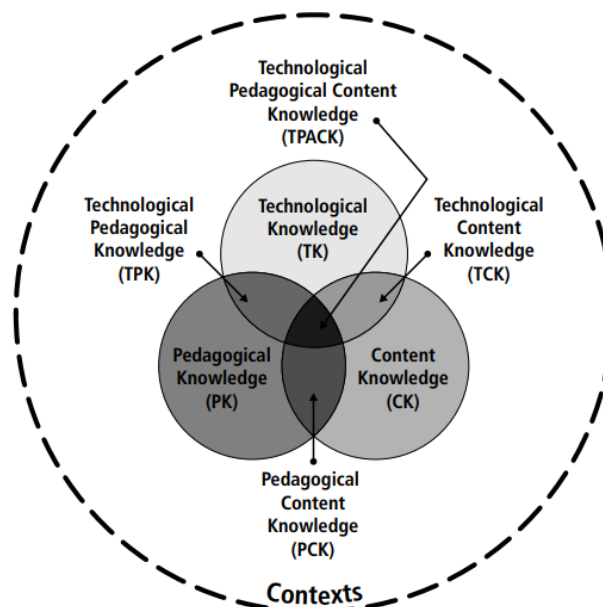 Technological
Pedagogical Content
Knowledge
(TPACK)
Technological
Pedagogical
Knowledge
(TPK)
Technological
Knowledge
(TK)
Technological
Content
Knowledge
(TCK)
Pedagogical
Knowledge
(PK)
Content
Knowledge
(CK)
Pedagogical
Content
Knowledge
(PCK)
Contexts